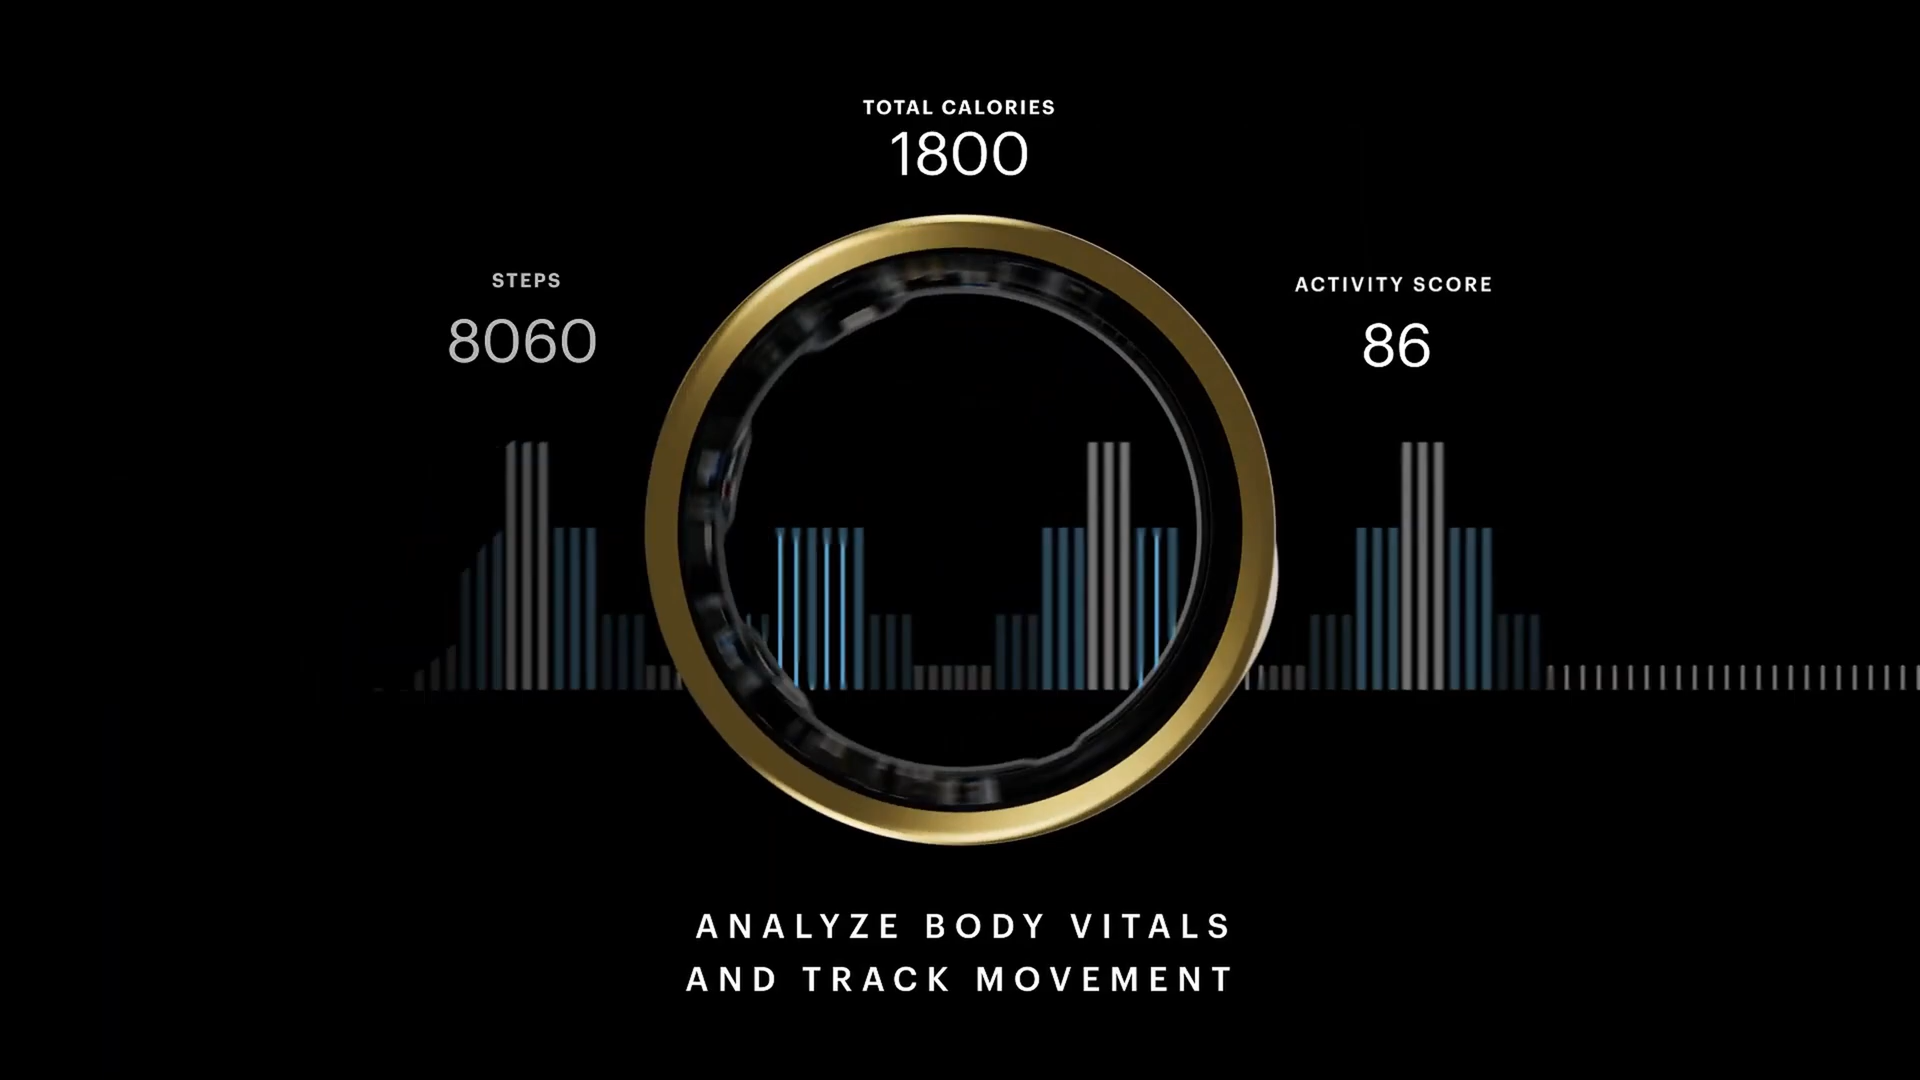 TOTAL CALORIES
1800
STEPS
8060
ACTIVITY SCORE
86
ANALYZE BODY VITALS
AND TRACK MOVEMENT